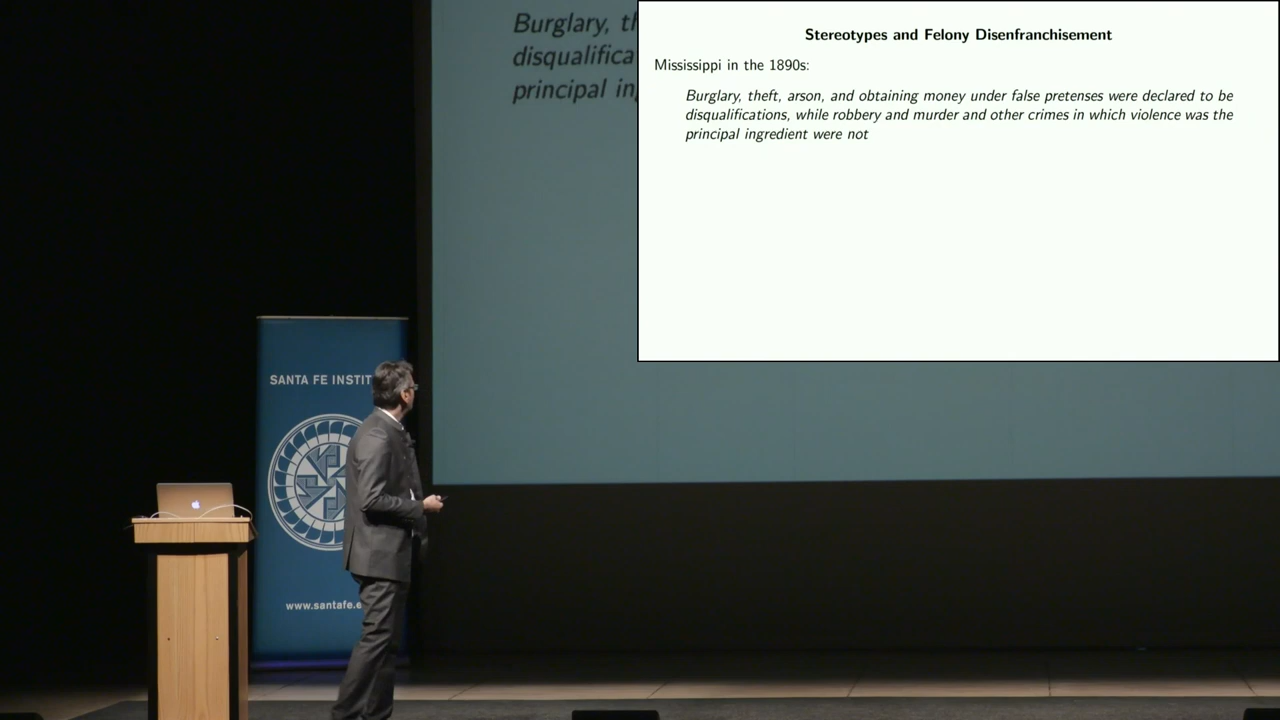 Burglary, th
disqualifica
principal in
Stereotypes and Felony Disenfranchisement
Mississippi in the 1890s:
Burglary, theft, arson, and obtaining money under false pretenses were declared to be
disqualifications, while robbery and murder and other crimes in which violence was the
principal ingredient were not
SANTA FE INSTIT
www.santafe.e